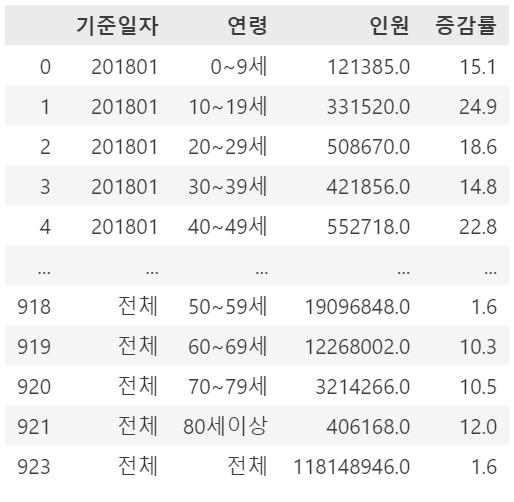 기준일자 연령 인원 증감률
0 201801 0~9세 121385.0 15.1
1 201801 10~19세 331520.0 24.9
2 201801 20~29세 508670.0 18.6
3 201801 30~39세 421856.0 14.8
4 201801 40~49세 552718.0 22.8
... ... ... ... ...
918 전체 50~59세 19096848.0 1.6
919 전체 60~69세 12268002.0 10.3
920 전체 70~79세 3214266.0 10.5
921 전체 80세이상 406168.0 12.0
923 전체 전체 118148946.0 1.6